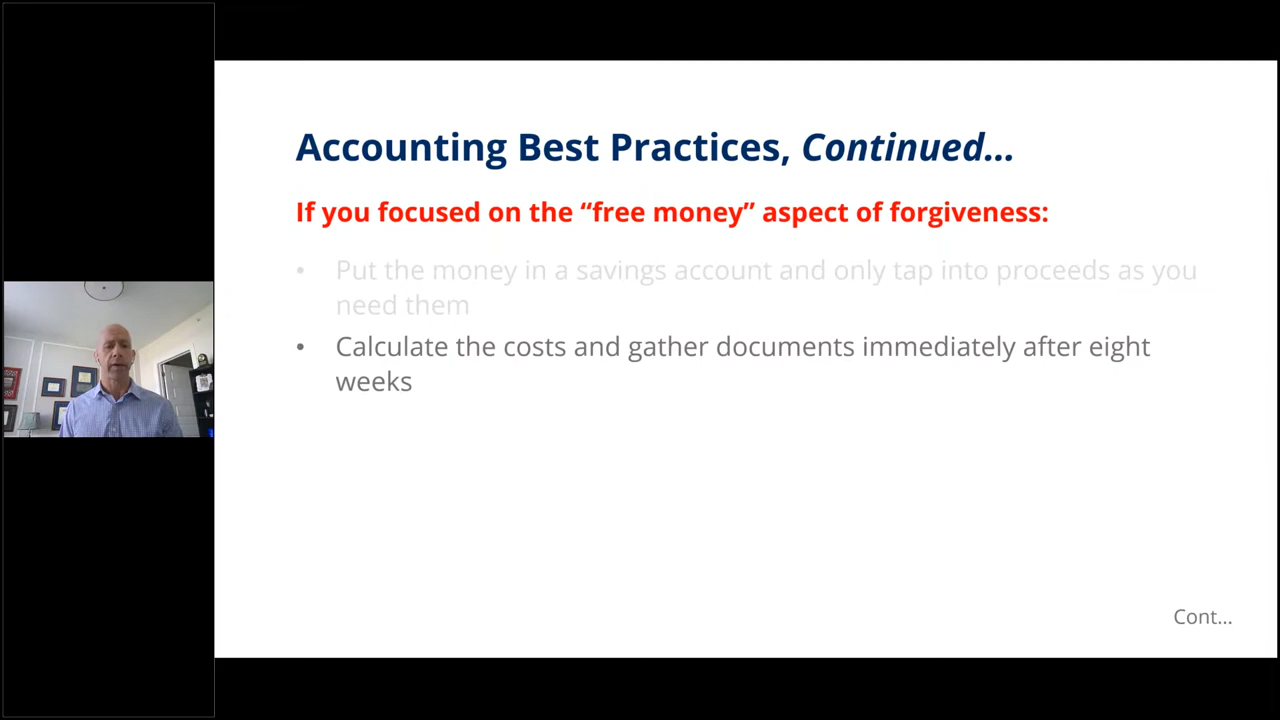 Accounting Best Practices, Continued...
If you focused on the “free money” aspect of forgiveness:
• Put the money in a savings account and only tap into proceeds as you
need them
• Calculate the costs and gather documents immediately after eight
weeks
Cont...